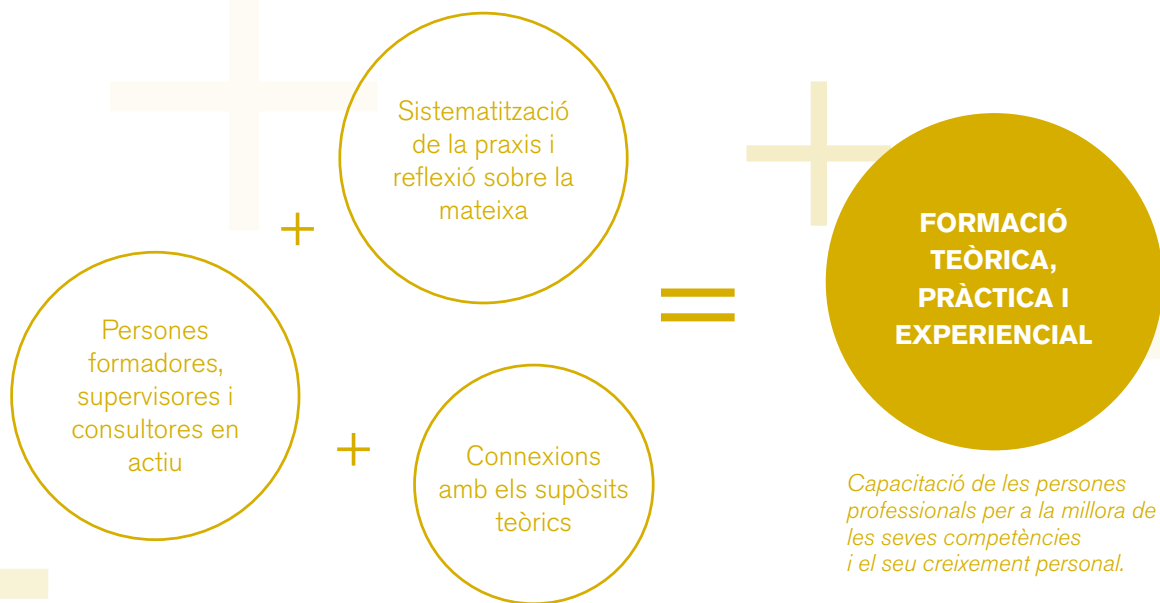 Persones
formadores,
supervisores i
consultores en
actiu
+
Sistematització
de la praxis i
reflexió sobre la
mateixa
+
Connexions
amb els supòsits
teòrics
=
FORMACIÓ
TEÒRICA,
PRÀCTICA I
EXPERIENCIAL
Capacitació de les persones
professionals per a la millora de
les seves competències
i el seu creixement personal.